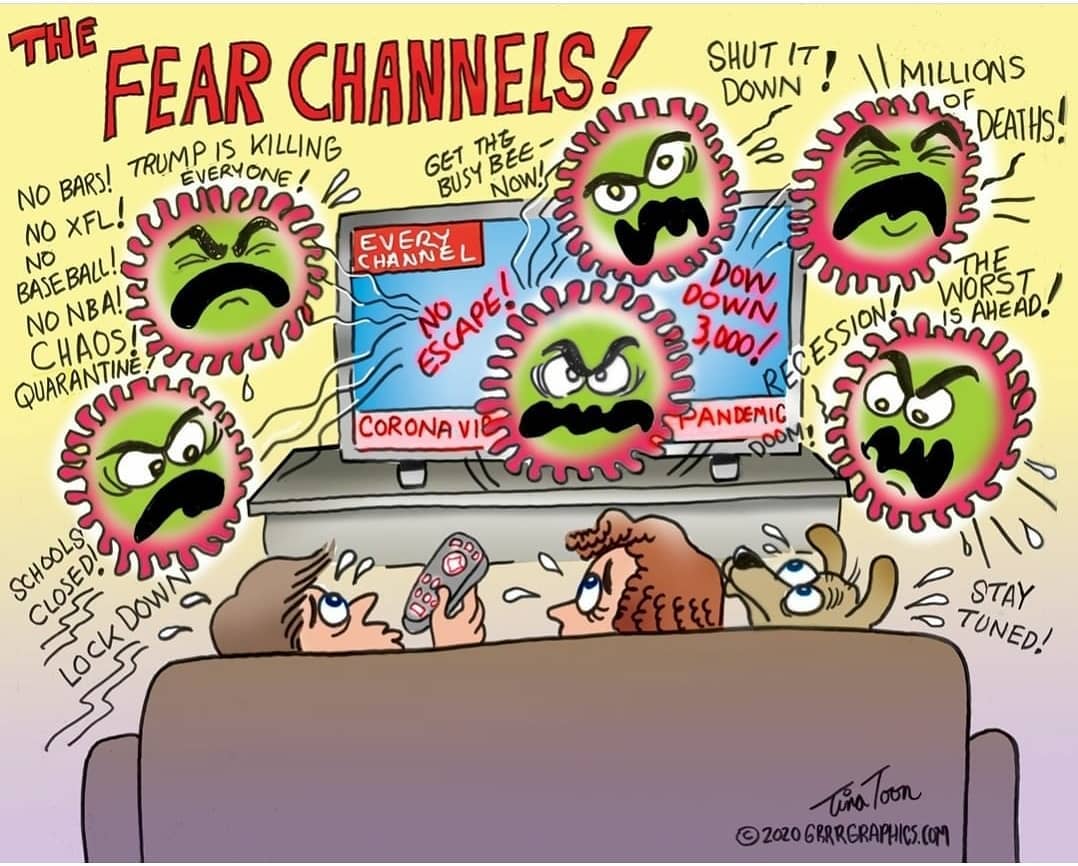 THE
FEAR CHANNELS!
NO BARS!
NO XFL!
NO
BASEBALL!
NO NBA!
CHAOS!
QUARANTINE!
TRUMP IS KILLING
EVERYONE!
GET THE
BUSY BEE-
NOW!
SHUT IT
DOWN!
MILLIONS
OF
DEATHS!
EVERY
CHANNEL
NO
ESCAPE!
DOW
DOWN
3,000!
RECESSION!
THE
WORST
IS AHEAD!
CORONA VI
PANDEMIC
DOOM!
SCHOOLS
CLOSED!
LOCK DOWN
STAY
TUNED!
Tina Toon
© 2020 GRRRGRAPHICS.COM